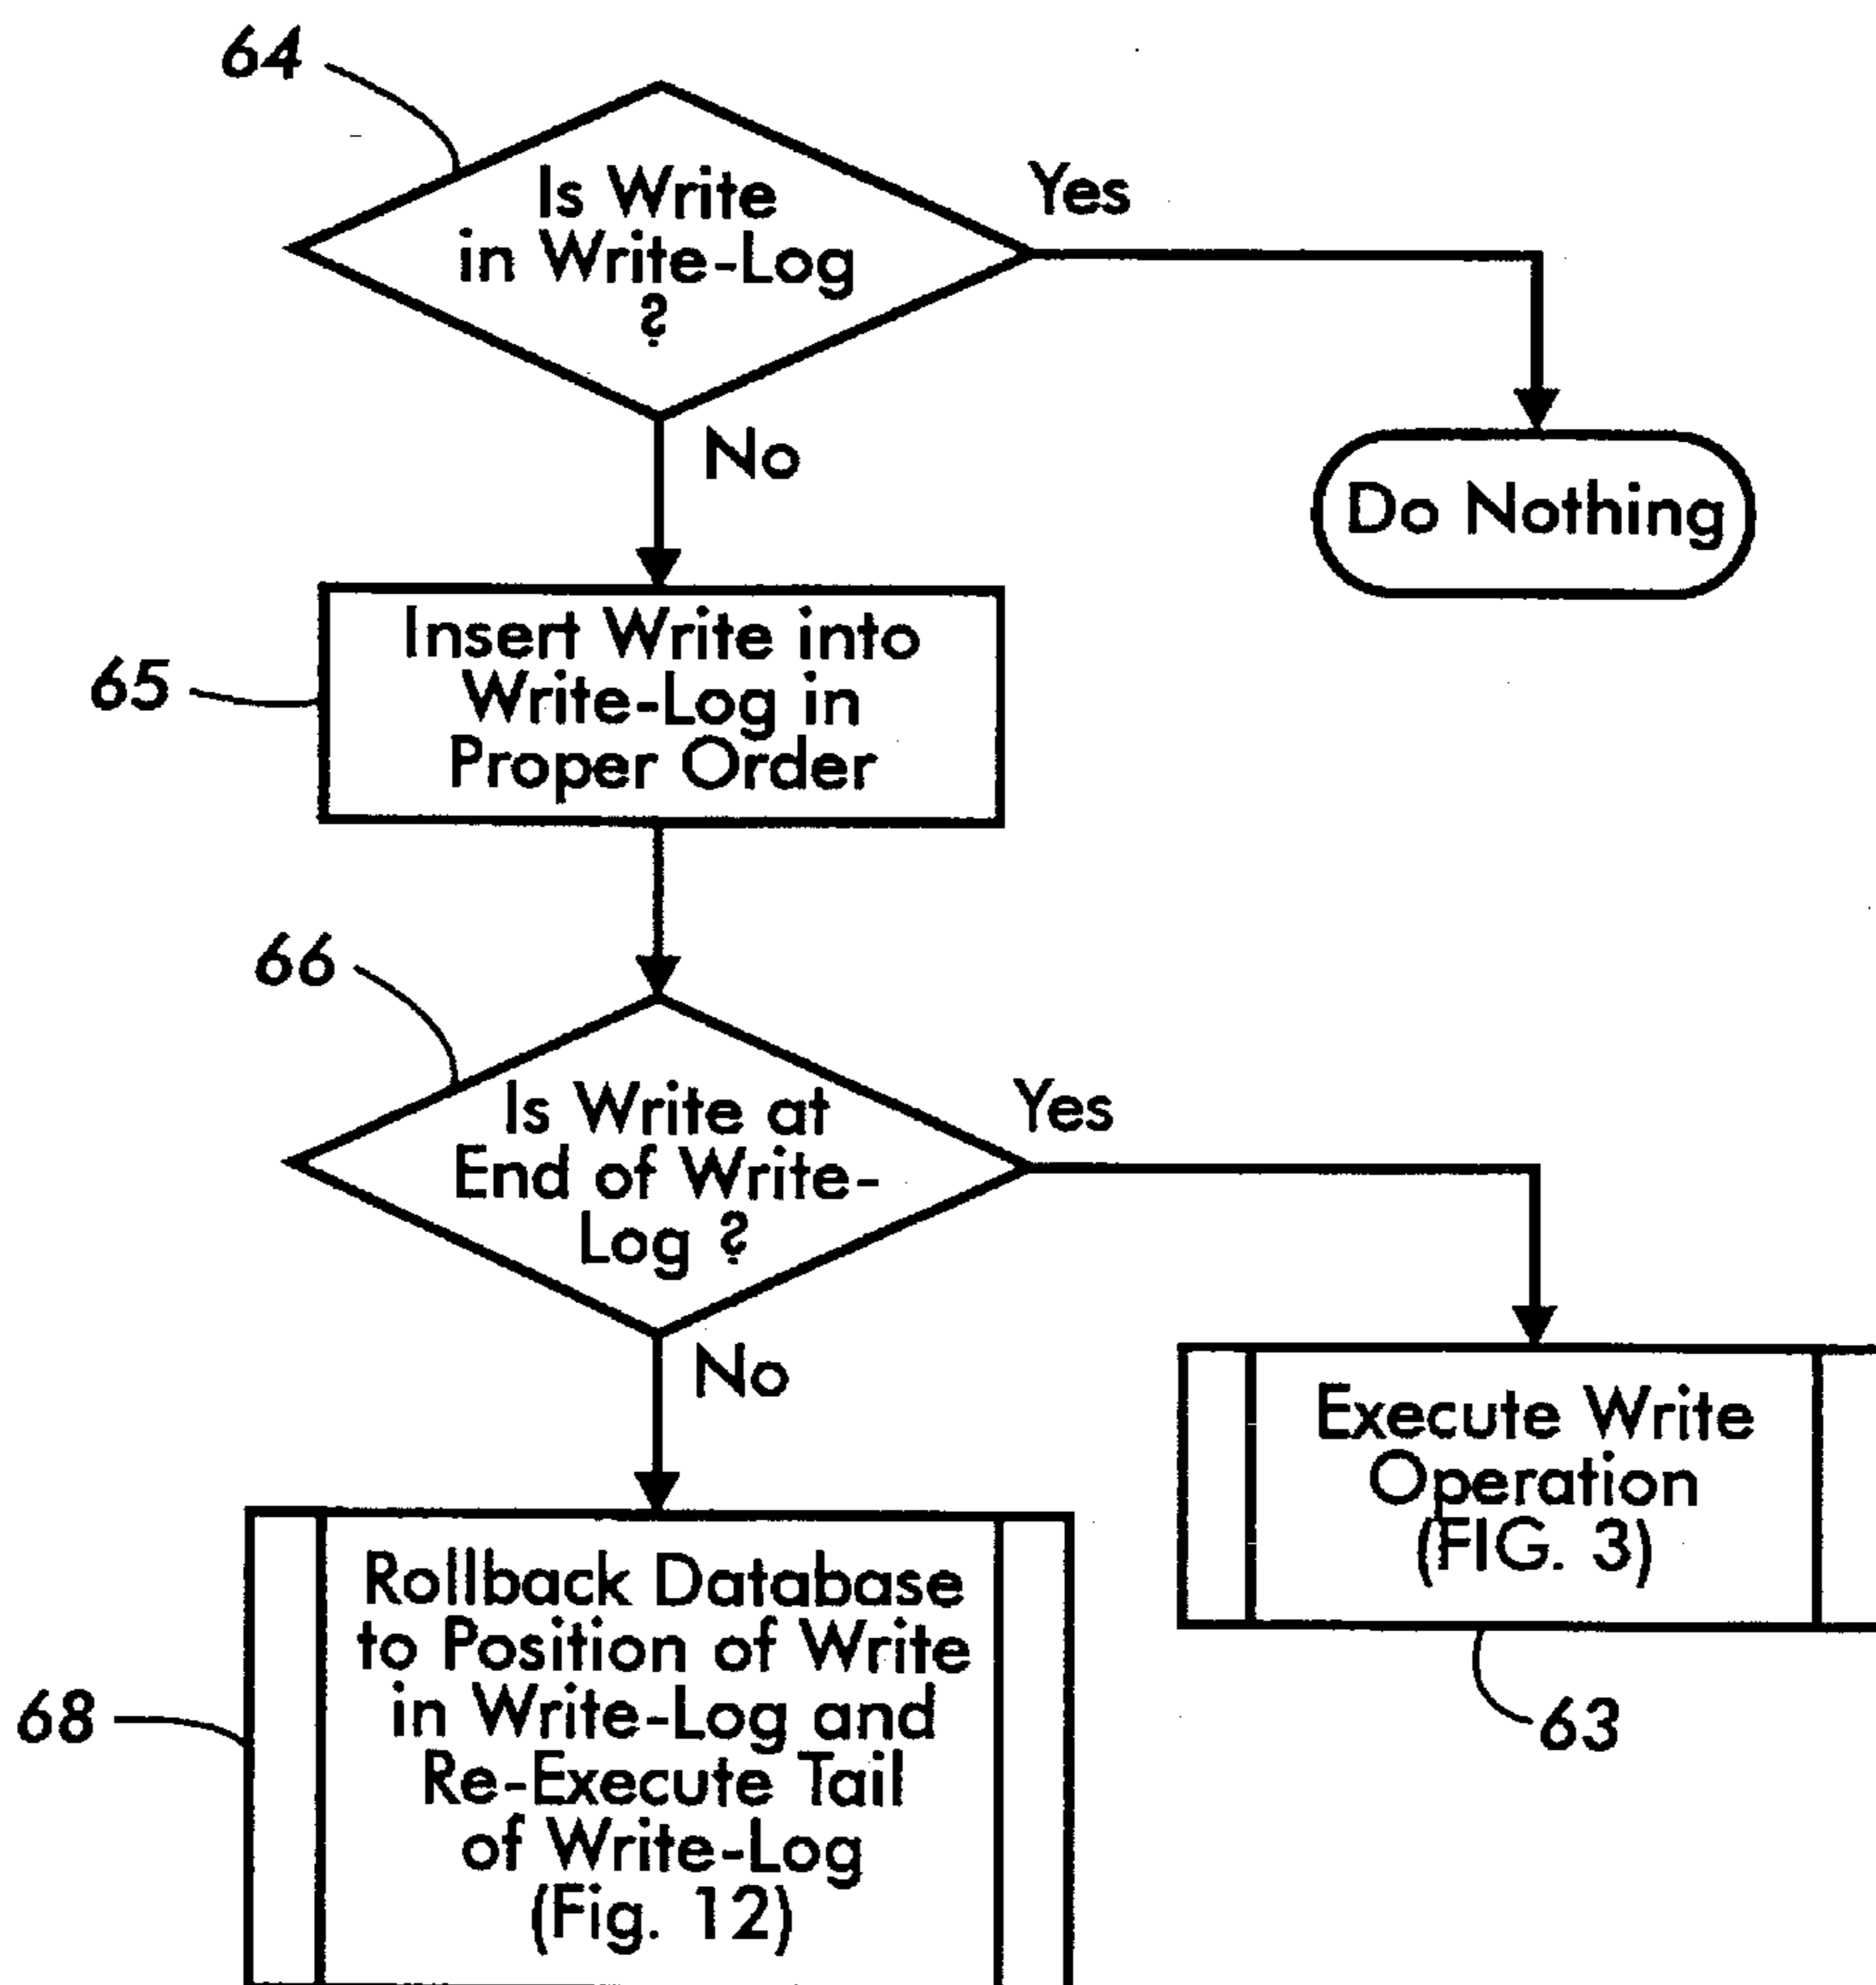 64
Is Write
in Write-Log
?
Yes
No
Do Nothing
65
Insert Write into
Write-Log in
Proper Order
66
Is Write at
End of Write-
Log ?
Yes
No
Execute Write
Operation
(FIG. 3)
63
68
Rollback Database
to Position of Write
in Write-Log and
Re-Execute Tail
of Write-Log
(Fig. 12)